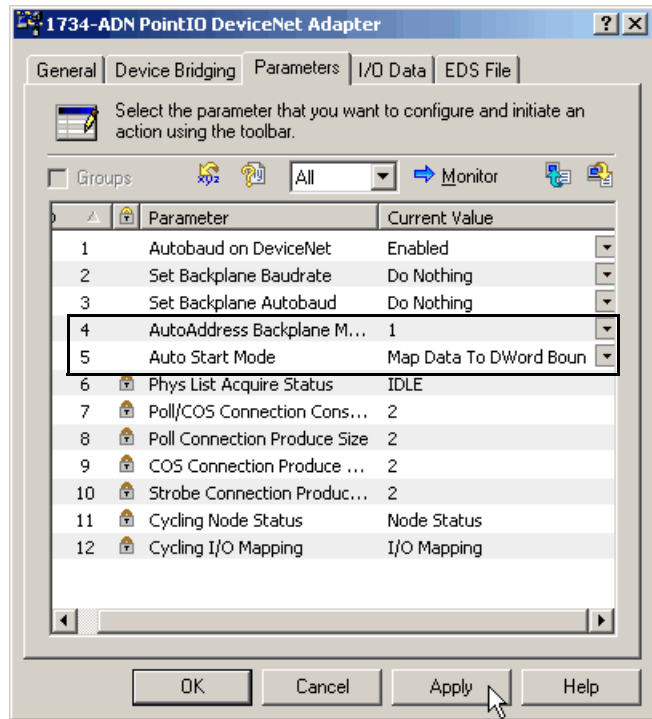 1734-ADN PointIO DeviceNet Adapter
General Device Bridging Parameters I/O Data EDS File
Select the parameter that you want to configure and initiate an
action using the toolbar.
Groups All Monitor
Parameter Current Value
1 Autobaud on DeviceNet Enabled
2 Set Backplane Baudrate Do Nothing
3 Set Backplane Autobaud Do Nothing
4 AutoAddress Backplane M... 1
5 Auto Start Mode Map Data To DWord Boun
6 Phys List Acquire Status IDLE
7 Poll/COS Connection Cons... 2
8 Poll Connection Produce Size 2
9 COS Connection Produce ... 2
10 Strobe Connection Produc... 2
11 Cycling Node Status Node Status
12 Cycling I/O Mapping I/O Mapping
OK Cancel Apply Help